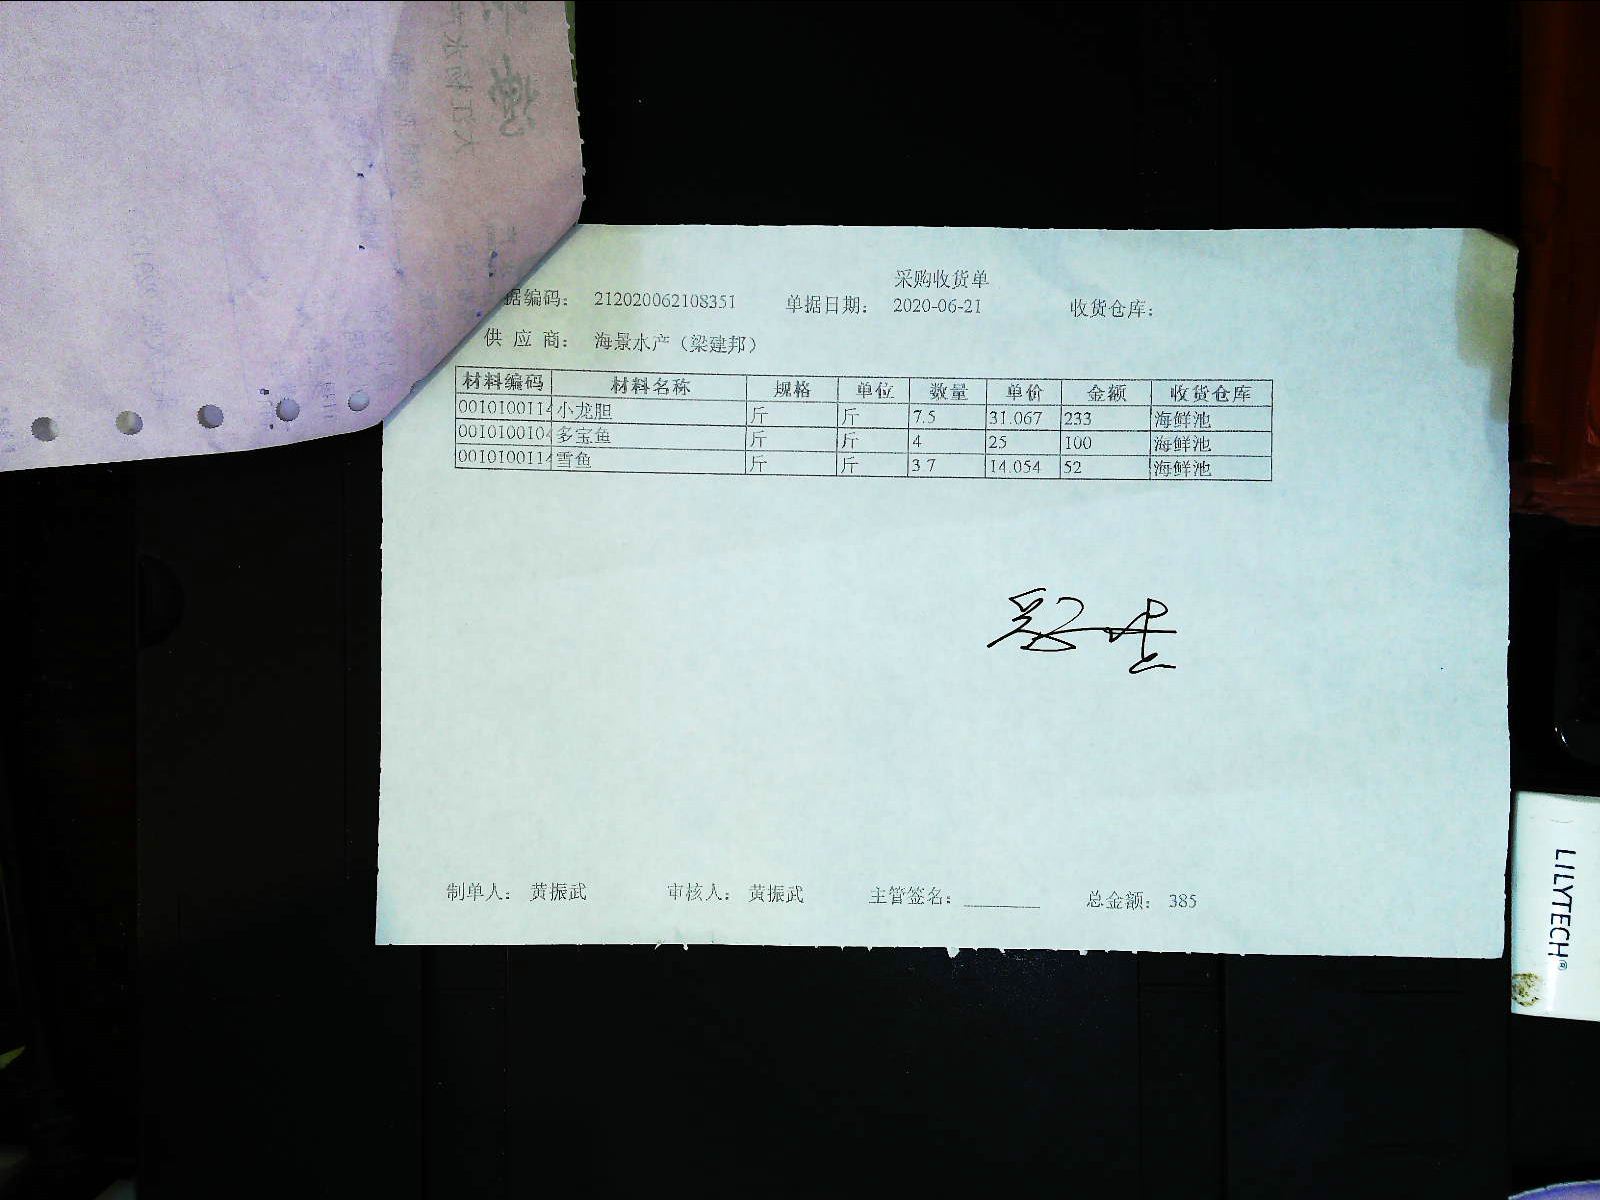 采购收货单
据编码： 212020062108351 单据日期： 2020-06-21 收货仓库：
供 应 商： 海景水产（梁建邦）
材料编码 材料名称 规格 单位 数量 单价 金额 收货仓库
0010100114 小龙胆 斤 斤 7.5 31.067 233 海鲜池
0010100104 多宝鱼 斤 斤 4 25 100 海鲜池
0010100114 雪鱼 斤 斤 3.7 14.054 52 海鲜池
制单人： 黄振武 审核人： 黄振武 主管签名： 总金额： 385
LILYTECH®